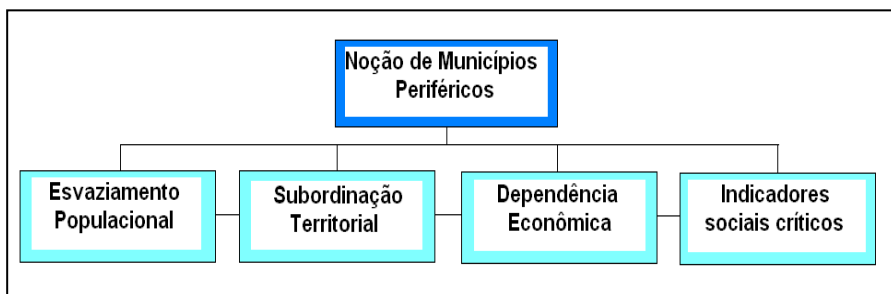 Noção de Municípios
Periféricos
Esvaziamento
Populacional
Subordinação
Territorial
Dependência
Econômica
Indicadores
sociais críticos